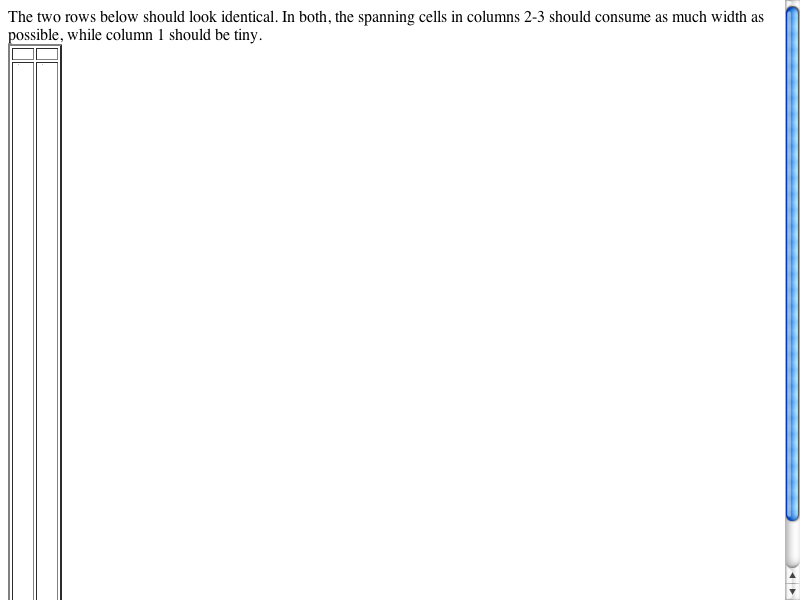 The two rows below should look identical. In both, the spanning cells in columns 2-3 should consume as much width as
possible, while column 1 should be tiny.